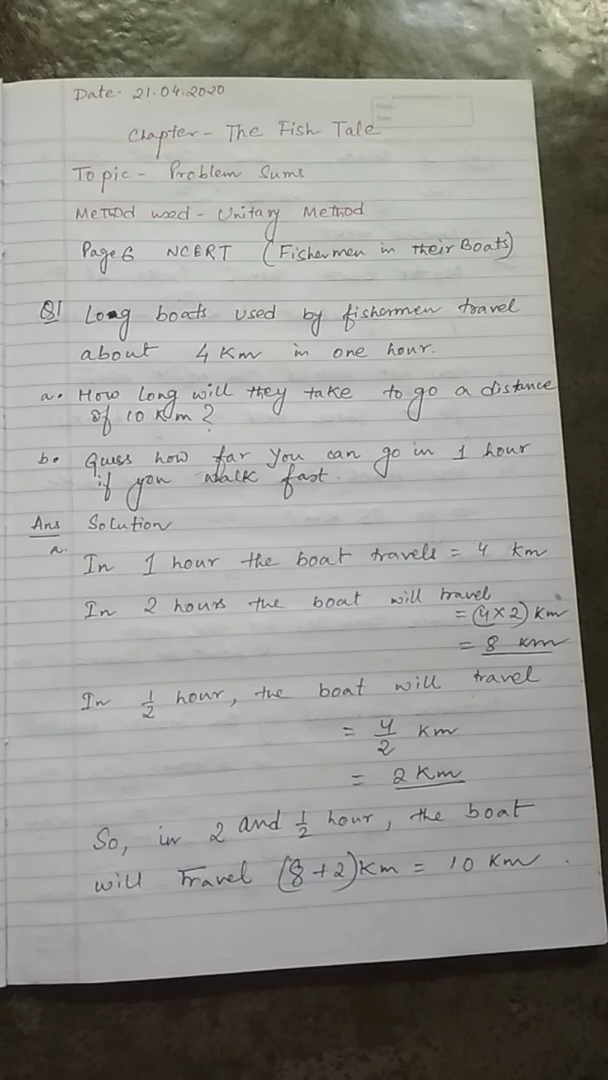 Date. 21.04.2020
Chapter - The Fish Tale
Topic - Problem Sums
Method used - Unitary Method
Page 6 NCERT (Fishermen in their Boats)
Q1 Long boats used by fishermen travel
about 4 Km in one hour.
a. How long will they take to go a distance
of 10 Km?
b. Guess how far you can go in 1 hour
if you walk fast.
Ans Solution
a.
In 1 hour the boat travels = 4 km
In 2 hours the boat will travel
= (4 x 2) Km
= 8 km
In 1/2 hour, the boat will travel
= 4/2 Km
= 2 Km
So, in 2 and 1/2 hour, the boat
will Travel (8+2) Km = 10 Km.